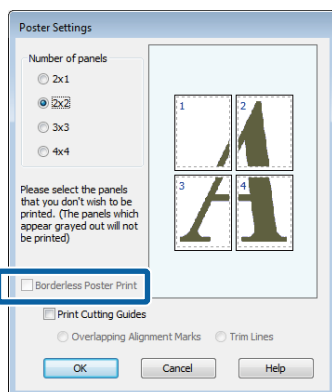 Poster Settings
Number of panels
2x1
2x2
3x3
4x4
1
2
3
4
Please select the panels
that you don't wish to be
printed. (The panels which
appear grayed out will not
be printed)
Borderless Poster Print
Print Cutting Guides
Overlapping Alignment Marks
Trim Lines
OK
Cancel
Help